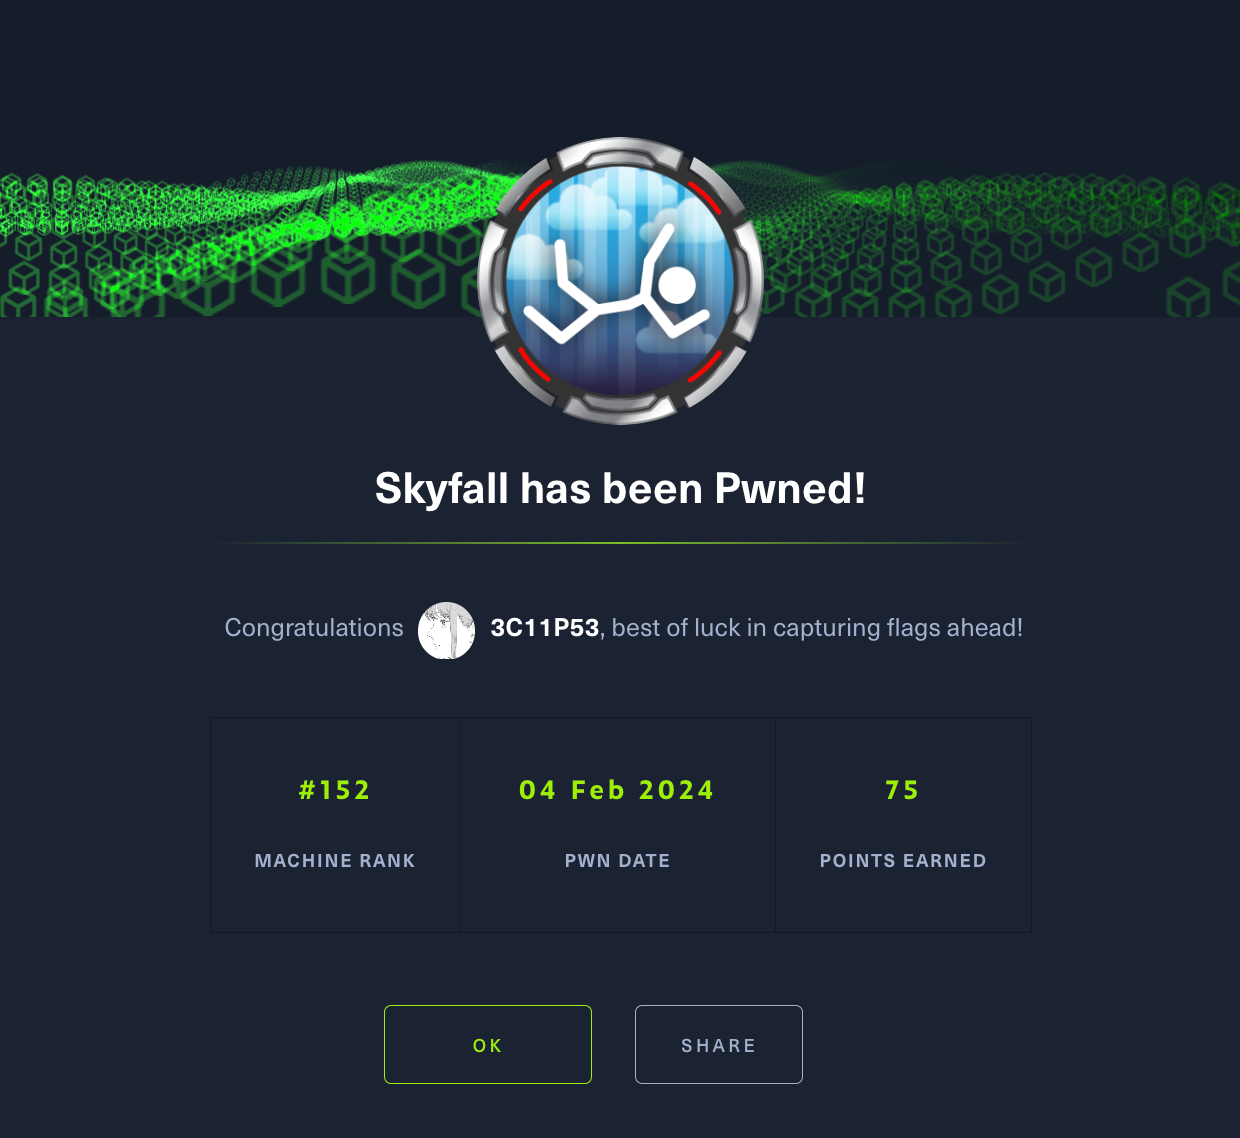 Skyfall has been Pwned!
Congratulations 3C11P53, best of luck in capturing flags ahead!
#152 04 Feb 2024 75
MACHINE RANK PWN DATE POINTS EARNED
OK SHARE